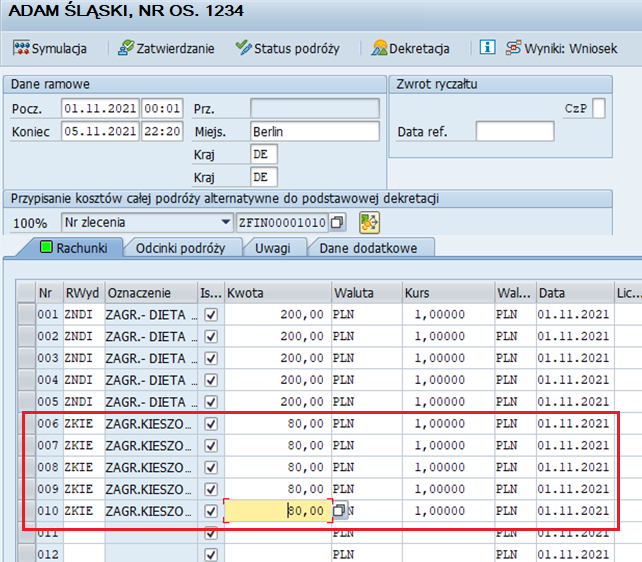 ADAM ŚLĄSKI, NR OS. 1234
Symulacja Zatwierdzanie Status podróży Dekretacja Wyniki: Wniosek
Dane ramowe Zwrot ryczałtu
Pocz. 01.11.2021 00:01 Prz. CzP
Koniec 05.11.2021 22:20 Miejs. Berlin Data ref.
Kraj DE
Kraj DE
Przypisanie kosztów całej podróży alternatywne do podstawowej dekretacji
100% Nr zlecenia ZFIN00001010
Rachunki Odcinki podróży Uwagi Dane dodatkowe
Nr RWyd Oznaczenie Is... Kwota Waluta Kurs Wal... Data Lic...
001 ZNDI ZAGR.- DIETA ... 200,00 PLN 1,00000 PLN 01.11.2021
002 ZNDI ZAGR.- DIETA ... 200,00 PLN 1,00000 PLN 01.11.2021
003 ZNDI ZAGR.- DIETA ... 200,00 PLN 1,00000 PLN 01.11.2021
004 ZNDI ZAGR.- DIETA ... 200,00 PLN 1,00000 PLN 01.11.2021
005 ZNDI ZAGR.- DIETA ... 200,00 PLN 1,00000 PLN 01.11.2021
006 ZKIE ZAGR.KIESZO... 80,00 PLN 1,00000 PLN 01.11.2021
007 ZKIE ZAGR.KIESZO... 80,00 PLN 1,00000 PLN 01.11.2021
008 ZKIE ZAGR.KIESZO... 80,00 PLN 1,00000 PLN 01.11.2021
009 ZKIE ZAGR.KIESZO... 80,00 PLN 1,00000 PLN 01.11.2021
010 ZKIE ZAGR.KIESZO... 80,00 N 1,00000 PLN 01.11.2021
011 PLN PLN
012 PLN PLN